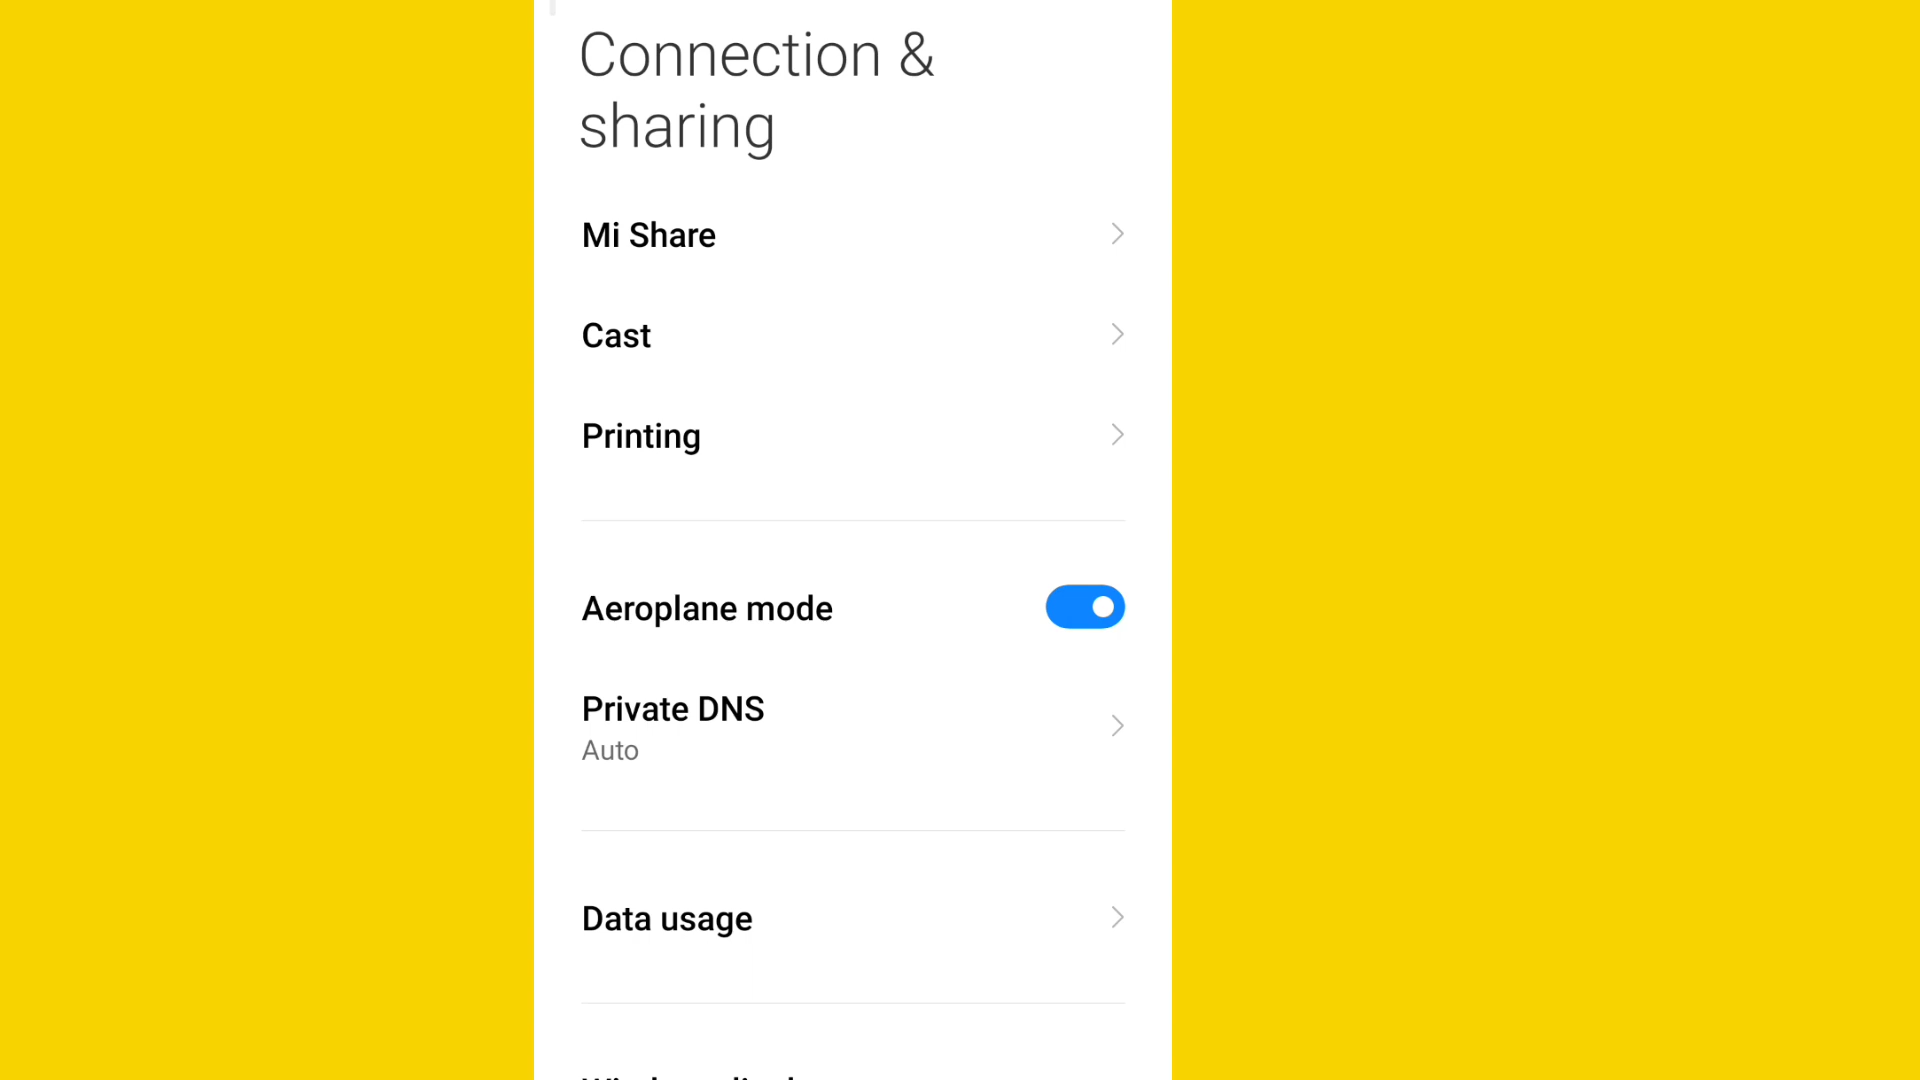 Connection &
sharing
Mi Share
Cast
Printing
Aeroplane mode
Private DNS
Auto
Data usage